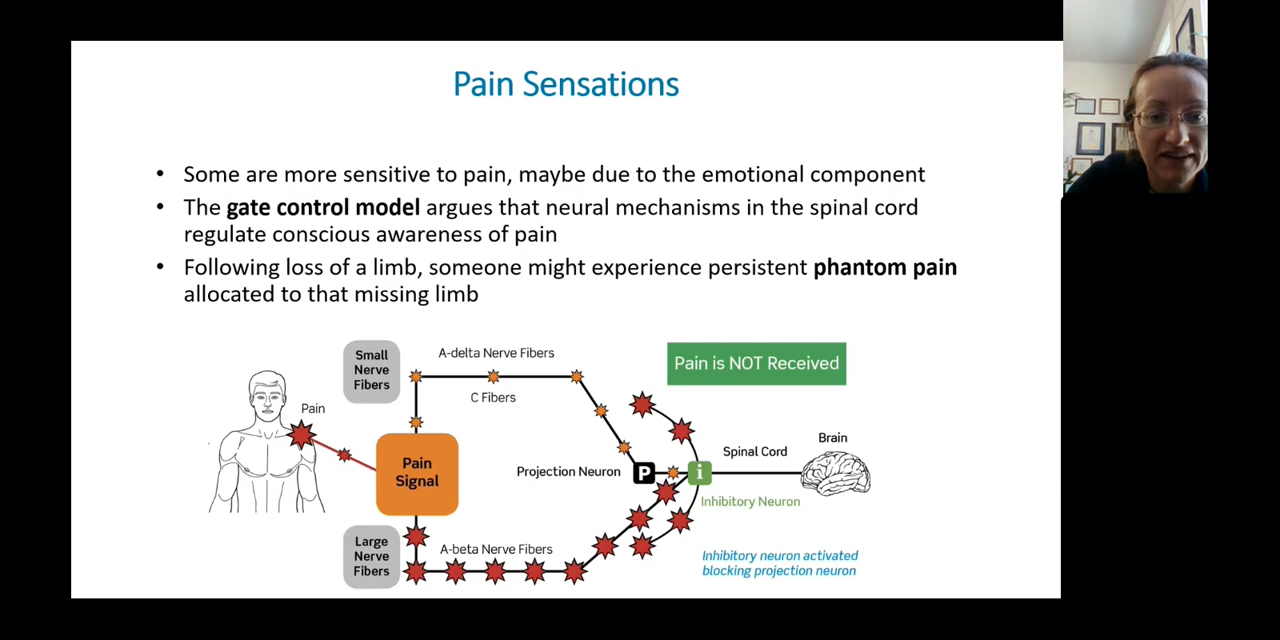 Pain Sensations
• Some are more sensitive to pain, maybe due to the emotional component
• The gate control model argues that neural mechanisms in the spinal cord
regulate conscious awareness of pain
• Following loss of a limb, someone might experience persistent phantom pain
allocated to that missing limb
Small
Nerve
Fibers
A-delta Nerve Fibers
C Fibers
Pain is NOT Received
Pain
Pain
Signal
Projection Neuron
P
i
Spinal Cord
Brain
Inhibitory Neuron
Large
Nerve
Fibers
A-beta Nerve Fibers
Inhibitory neuron activated
blocking projection neuron